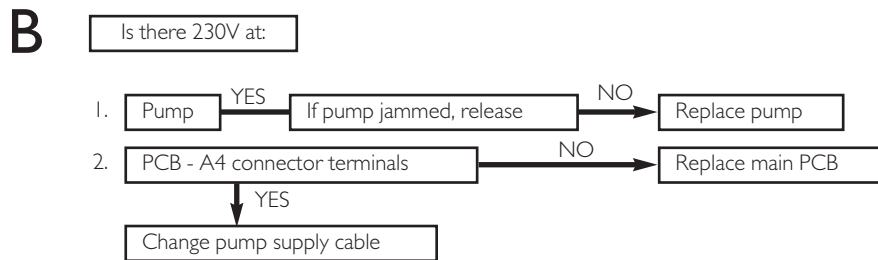 B
Is there 230V at:
1. Pump YES If pump jammed, release NO Replace pump
2. PCB - A4 connector terminals NO Replace main PCB
YES
Change pump supply cable